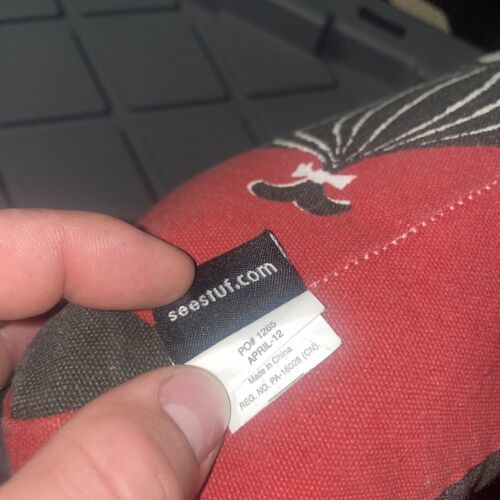 seestuf.com
PO# 1265
APRIL-12
Made in China
REG. NO. PA-16028 (CN)